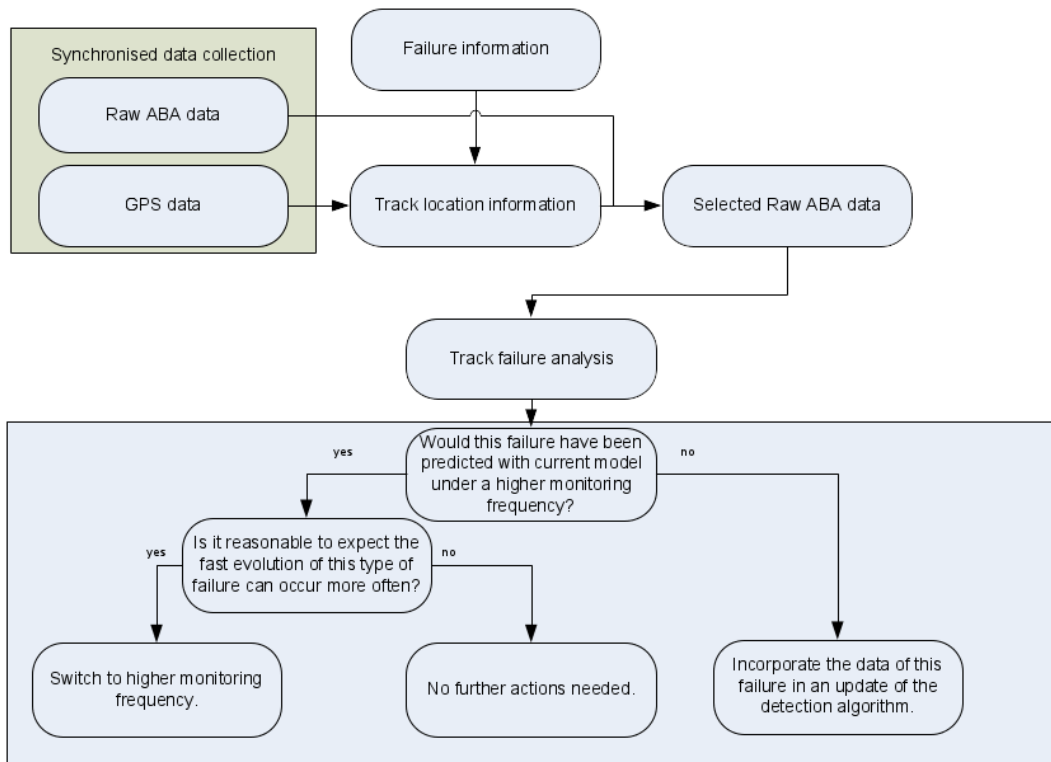 Synchronised data collection
Failure information
Raw ABA data
GPS data
Track location information
Selected Raw ABA data
Track failure analysis
Would this failure have been
predicted with current model
under a higher monitoring
frequency?
yes
no
Is it reasonable to expect the
fast evolution of this type of
failure can occur more often?
yes
no
Switch to higher monitoring
frequency.
No further actions needed.
Incorporate the data of this
failure in an update of the
detection algorithm.